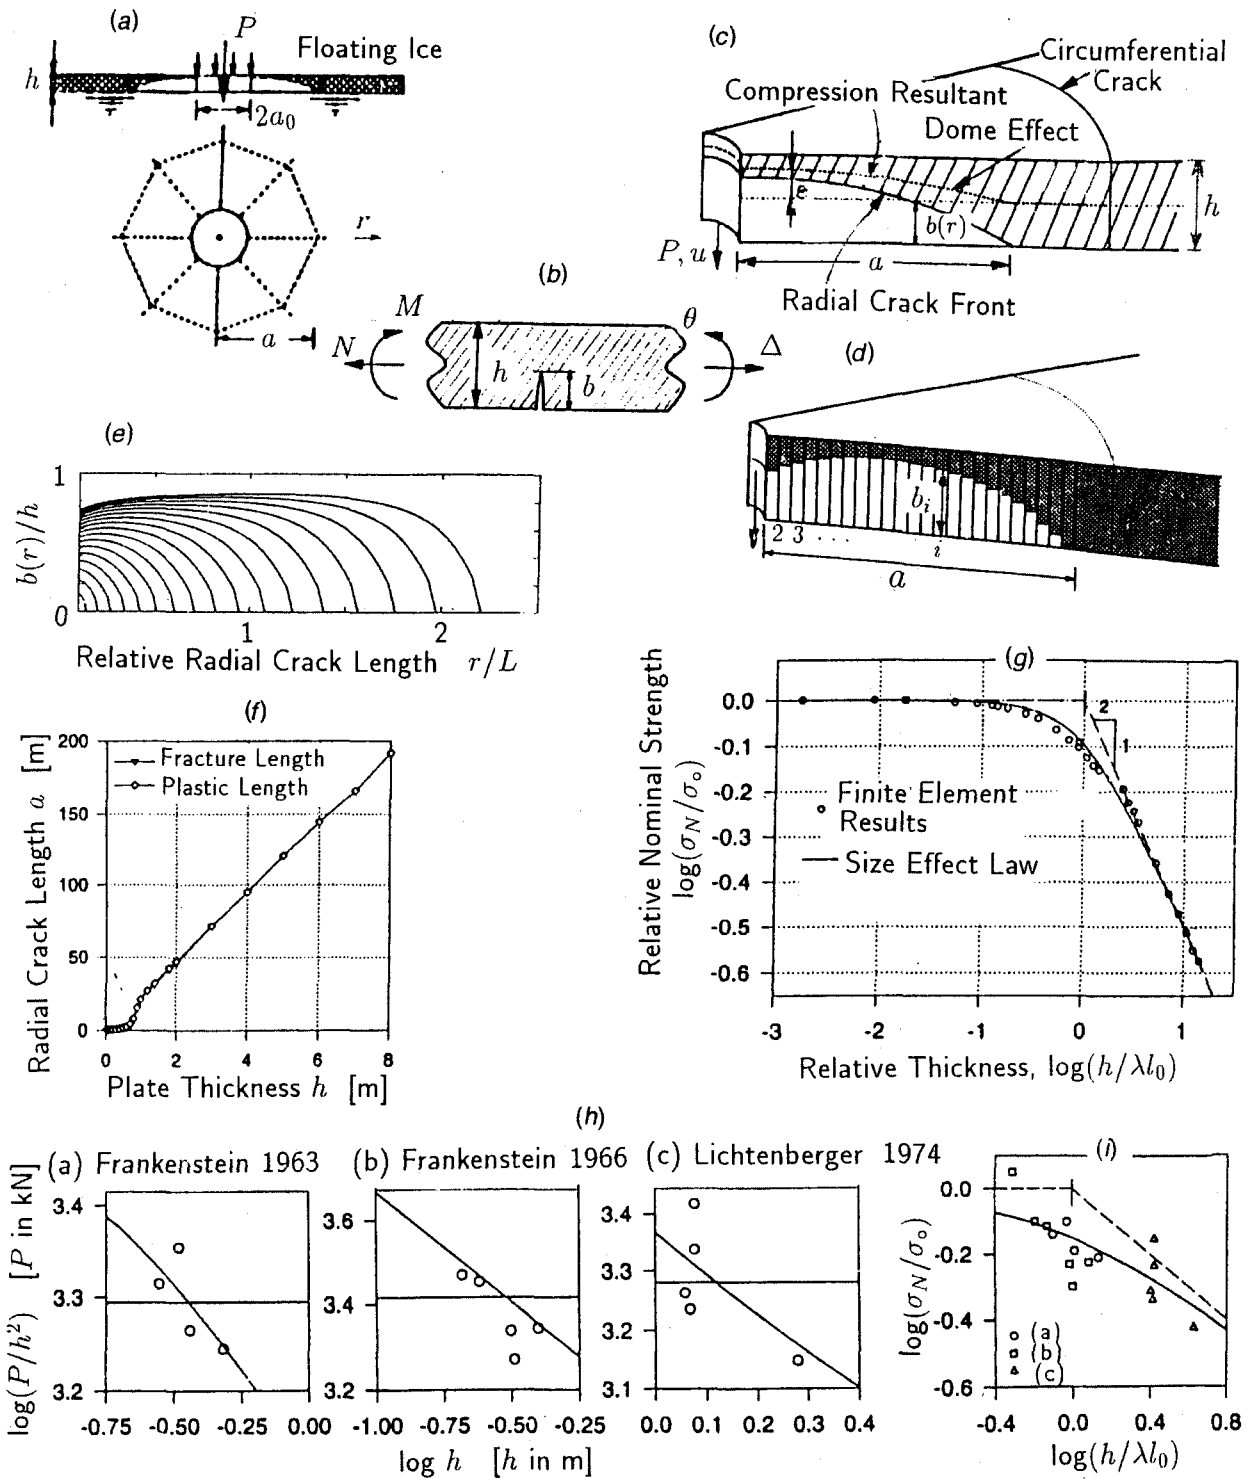 (a)
P
Floating Ice
h
2a₀
r
a
(b)
M
θ
N
Δ
h
b
(c)
Circumferential
Crack
Compression Resultant
Dome Effect
e
h
b(r)
P, u
a
Radial Crack Front
(d)
bᵢ
2 3 . . .
i
a
(e)
1
b(r)/h
0
1
2
Relative Radial Crack Length r/L
(f)
200
150
100
50
0
Radial Crack Length a [m]
Fracture Length
Plastic Length
0 2 4 6 8
Plate Thickness h [m]
(g)
Relative Nominal Strength
log(σN/σ₀)
0.0
-0.1
-0.2
-0.3
-0.4
-0.5
-0.6
2
1
Finite Element
Results
Size Effect Law
-3 -2 -1 0 1
Relative Thickness, log(h/λl₀)
(h)
(a) Frankenstein 1963
(b) Frankenstein 1966
(c) Lichtenberger 1974
log(P/h²) [P in kN]
3.4
3.3
3.2
-0.75 -0.50 -0.25 0.00
3.6
3.4
3.2
-1.00 -0.75 -0.50 -0.25
3.4
3.3
3.2
3.1
0.0 0.1 0.2 0.3 0.4
log h [h in m]
(i)
log(σN/σ₀)
0.0
-0.2
-0.4
-0.6
(a)
(b)
(c)
-0.4 0.0 0.4 0.8
log(h/λl₀)